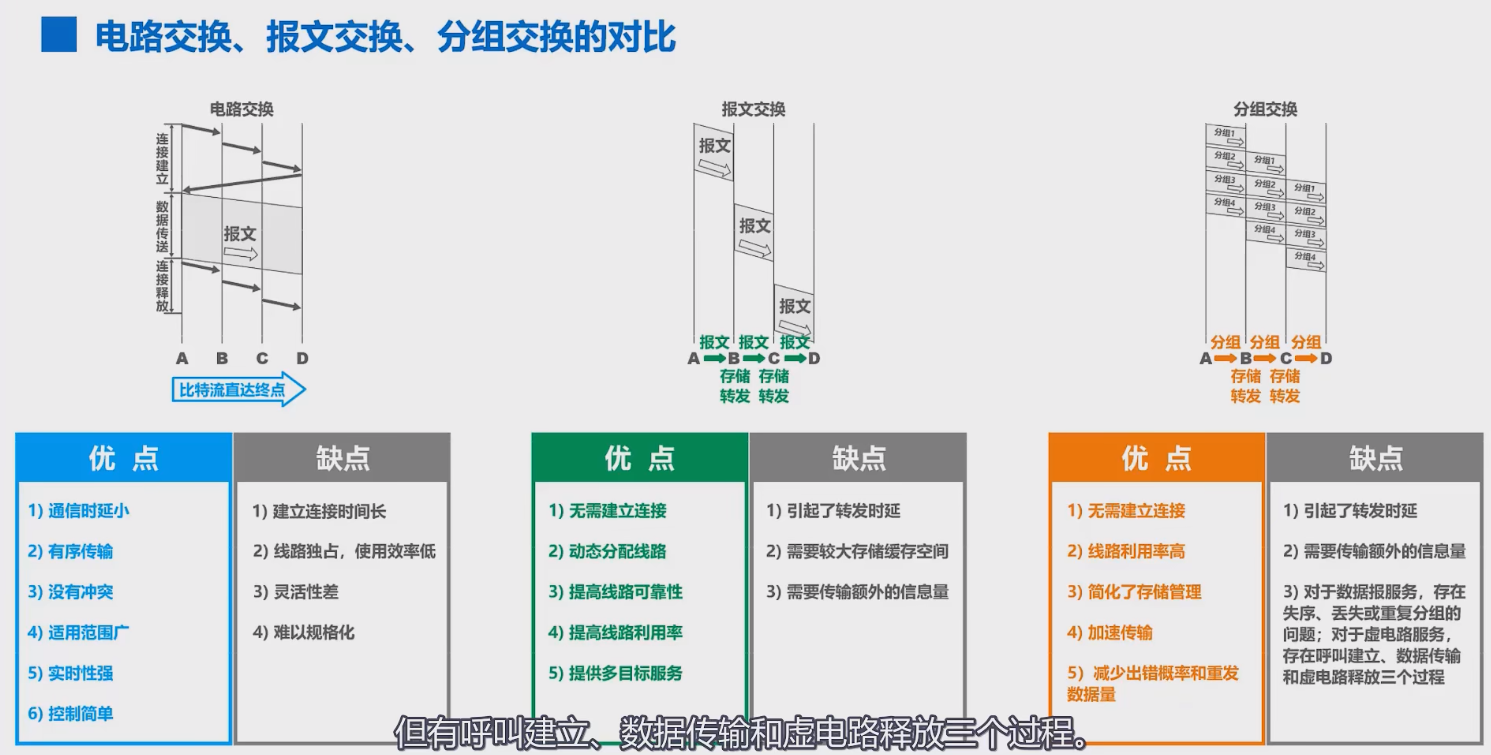 电路交换、报文交换、分组交换的对比
电路交换
连接建立
数据传送
连接释放
报文
A B C D
比特流直达终点
报文交换
报文
报文
报文
报文 报文 报文
A B C D
存储 存储
转发 转发
分组交换
分组1
分组2 分组1
分组3 分组2 分组1
分组4 分组3 分组2
分组4 分组3
分组4
分组 分组 分组
A B C D
存储 存储
转发 转发
优 点
1) 通信时延小
2) 有序传输
3) 没有冲突
4) 适用范围广
5) 实时性强
6) 控制简单
缺点
1) 建立连接时间长
2) 线路独占，使用效率低
3) 灵活性差
4) 难以规格化
优 点
1) 无需建立连接
2) 动态分配线路
3) 提高线路可靠性
4) 提高线路利用率
5) 提供多目标服务
缺点
1) 引起了转发时延
2) 需要较大存储缓存空间
3) 需要传输额外的信息量
优 点
1) 无需建立连接
2) 线路利用率高
3) 简化了存储管理
4) 加速传输
5) 减少出错概率和重发
数据量
缺点
1) 引起了转发时延
2) 需要传输额外的信息量
3) 对于数据报服务，存在
失序、丢失或重复分组的
问题；对于虚电路服务，
存在呼叫建立、数据传输
和虚电路释放三个过程
但有呼叫建立、数据传输和虚电路释放三个过程。